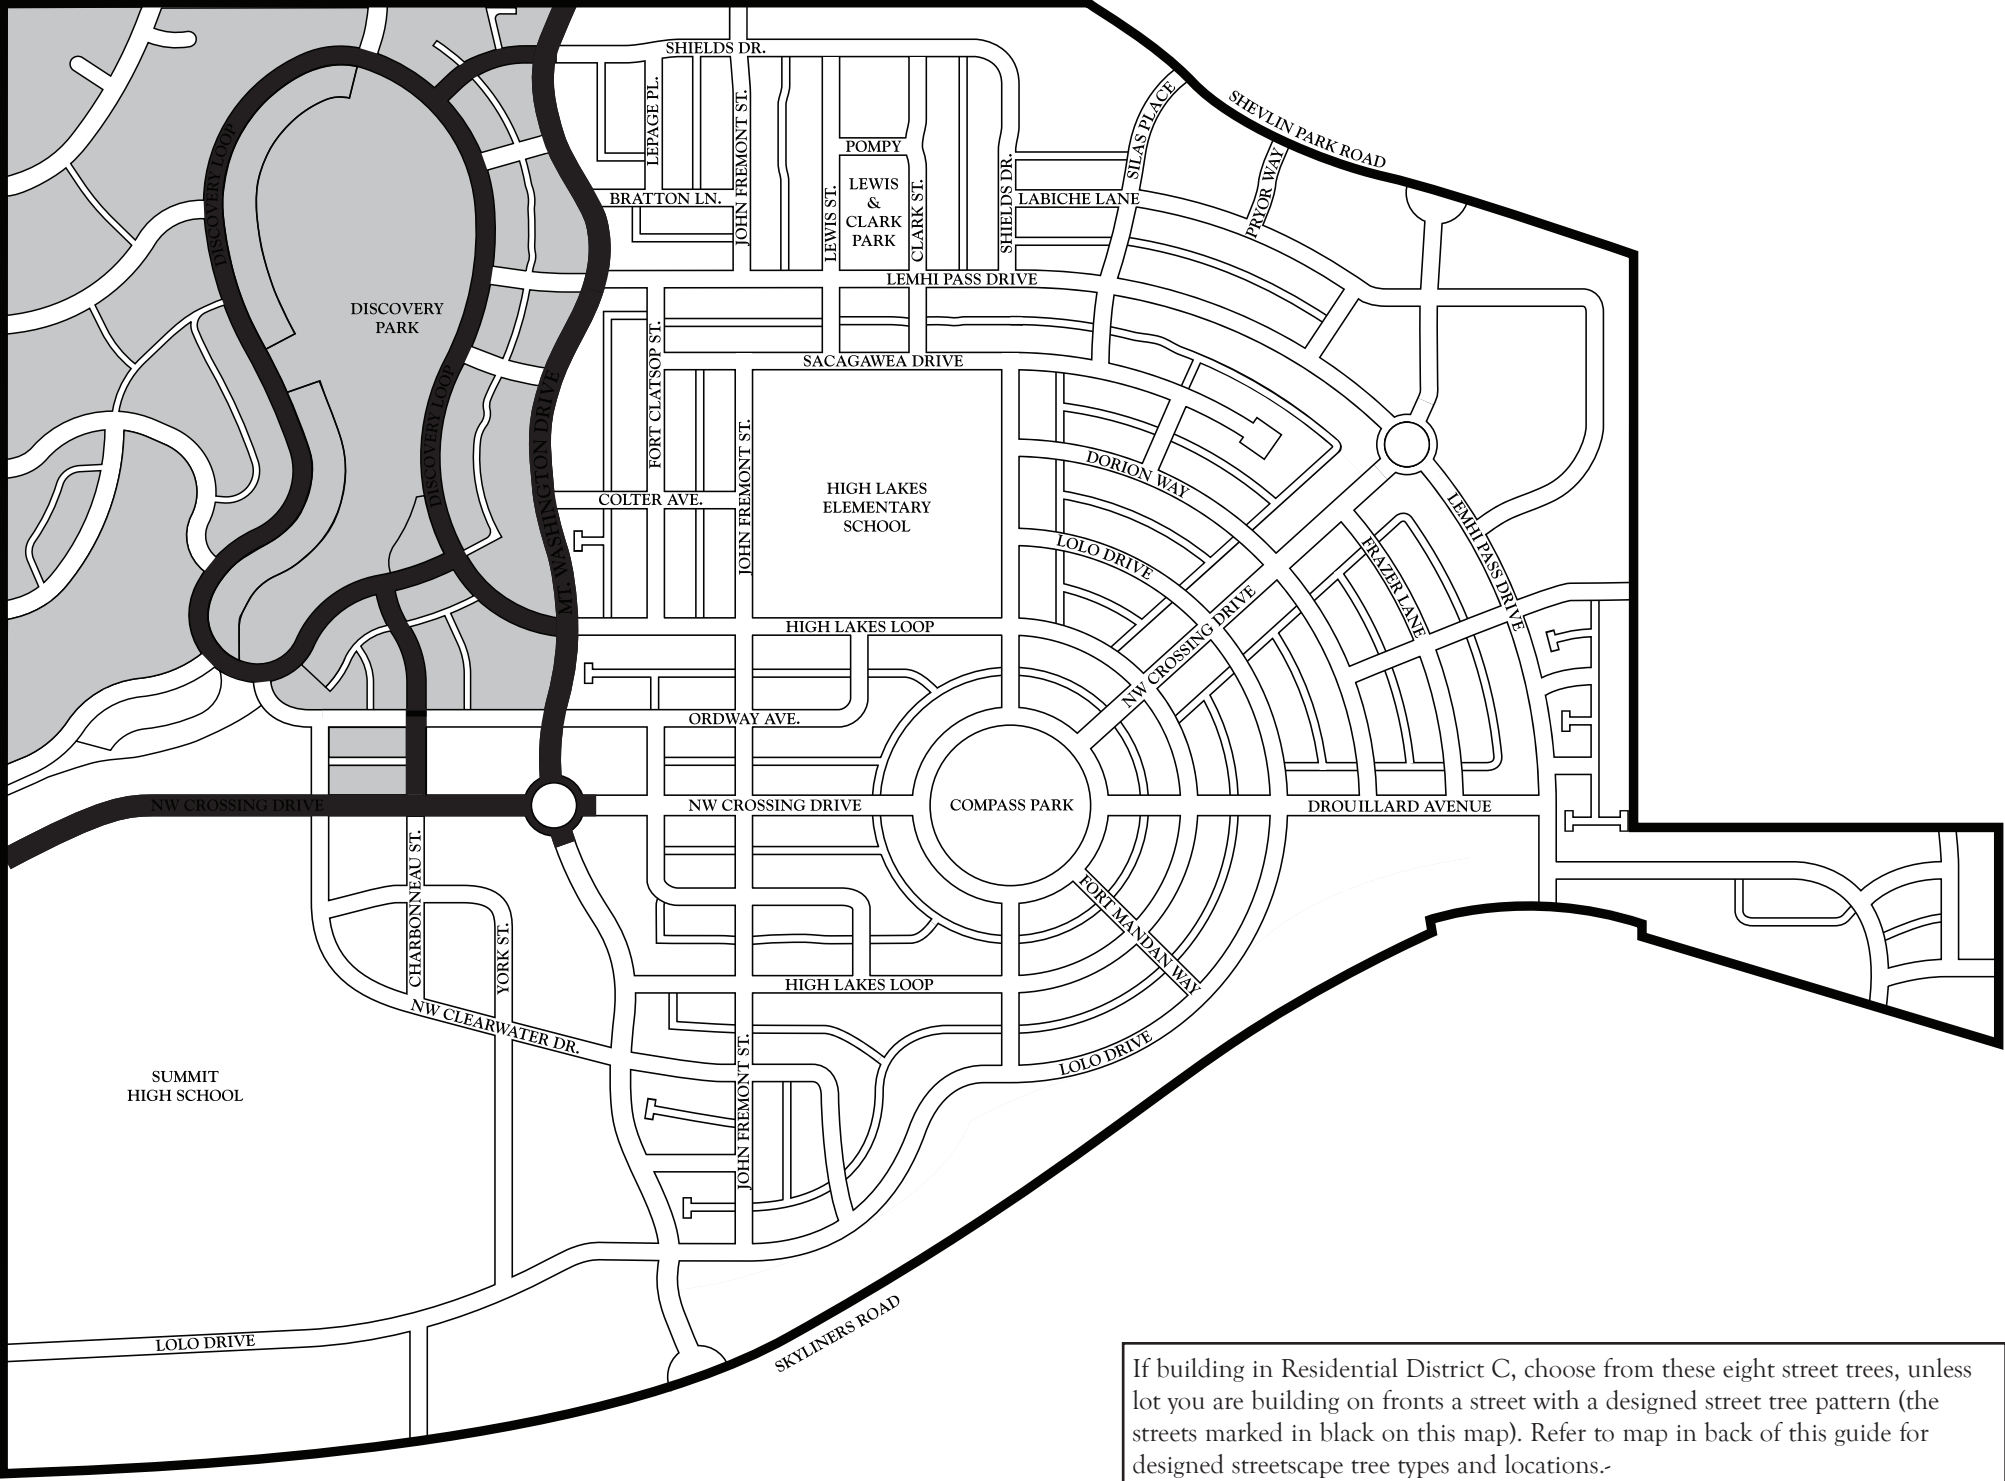 SHIELDS DR.
LEPAGE PL.
JOHN FREMONT ST.
SILAS PLACE
SHEVLIN PARK ROAD
POMPY
DISCOVERY LOOP
LEWIS
&
CLARK
PARK
LEWIS ST.
CLARK ST.
SHIELDS DR.
PRYOR WAY
BRATTON LN.
LABICHE LANE
LEMHI PASS DRIVE
DISCOVERY
PARK
FORT CLATSOP ST.
SACAGAWEA DRIVE
DISCOVERY LOOP
MT. WASHINGTON DRIVE
JOHN FREMONT ST.
DORION WAY
HIGH LAKES
ELEMENTARY
SCHOOL
COLTER AVE.
LOLO DRIVE
FRAZER LANE
LEMHI PASS DRIVE
HIGH LAKES LOOP
NW CROSSING DRIVE
ORDWAY AVE.
NW CROSSING DRIVE
NW CROSSING DRIVE
COMPASS PARK
DROUILLARD AVENUE
CHARBONNEAU ST.
YORK ST.
FORT MANDAN WAY
HIGH LAKES LOOP
NW CLEARWATER DR.
JOHN FREMONT ST.
LOLO DRIVE
SUMMIT
HIGH SCHOOL
LOLO DRIVE
SKYLINERS ROAD
If building in Residential District C, choose from these eight street trees, unless
lot you are building on fronts a street with a designed street tree pattern (the
streets marked in black on this map). Refer to map in back of this guide for
designed streetscape tree types and locations.-